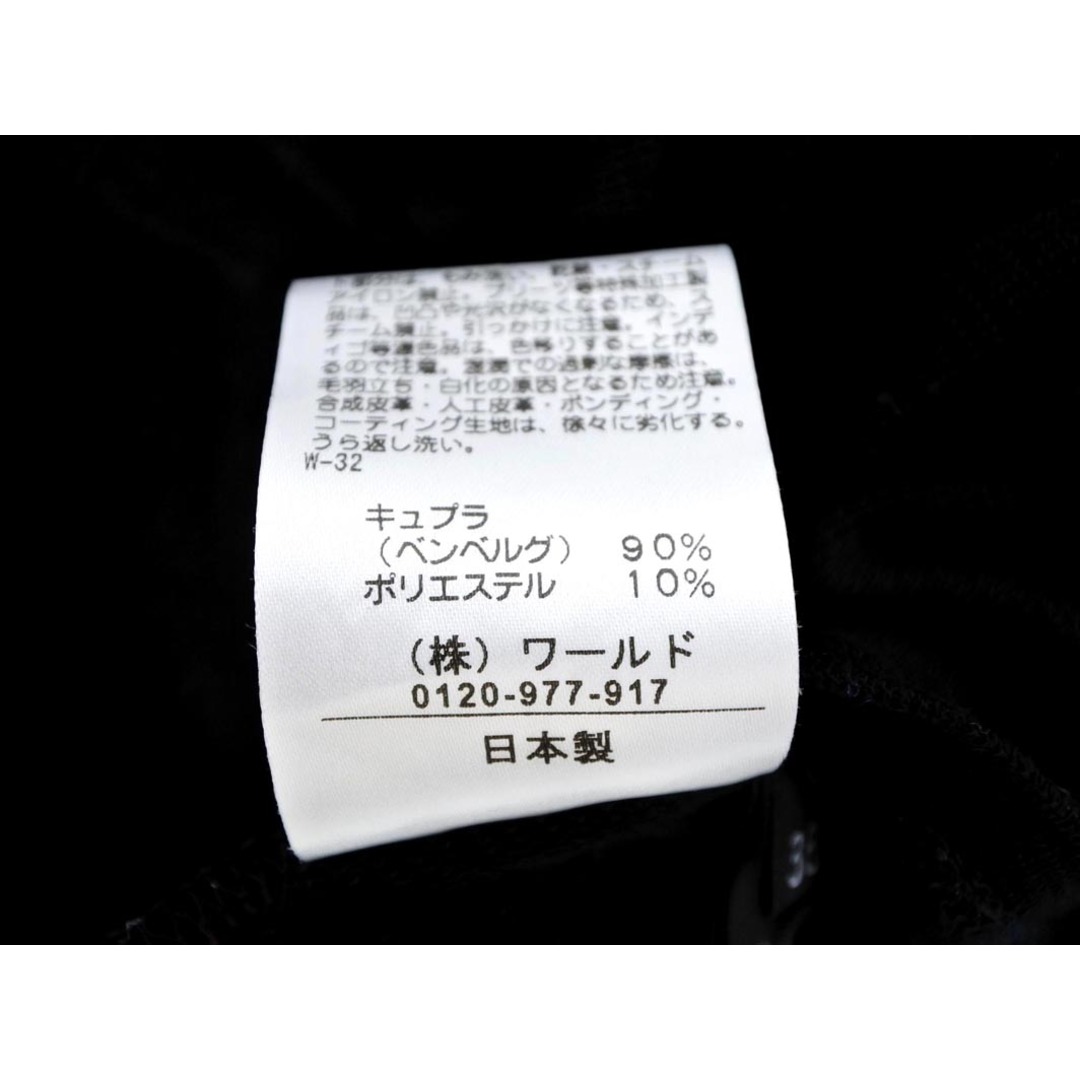 もみ洗い、乾燥・スチーム
アイロン禁止。プリーツ等特殊加工製
品は、凹凸や光沢がなくなるため、ス
チーム禁止。引っかけに注意。インデ
ィゴ等濃色品は、色移りすることがあ
るので注意。湿潤での過剰な摩擦は、
毛羽立ち・白化の原因となるため注意。
合成皮革・人工皮革・ボンディング・
コーティング生地は、徐々に劣化する。
うら返し洗い。
W-32
キュプラ
（ベンベルグ） 90%
ポリエステル 10%
（株）ワールド
0120-977-917
日本製
3